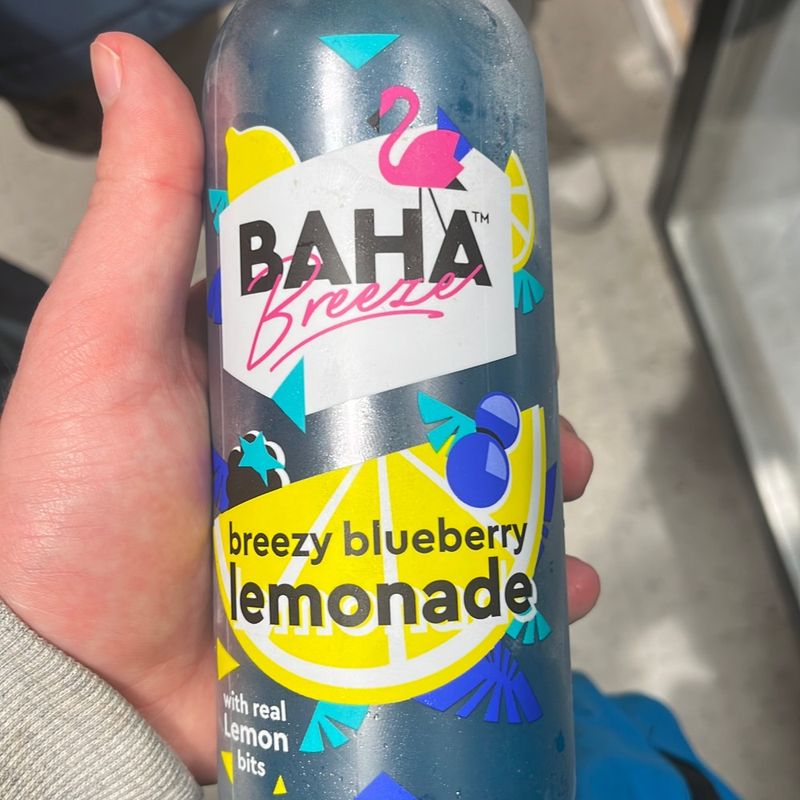 BAHA™
Breeze
breezy blueberry
lemonade
with real
Lemon
bits